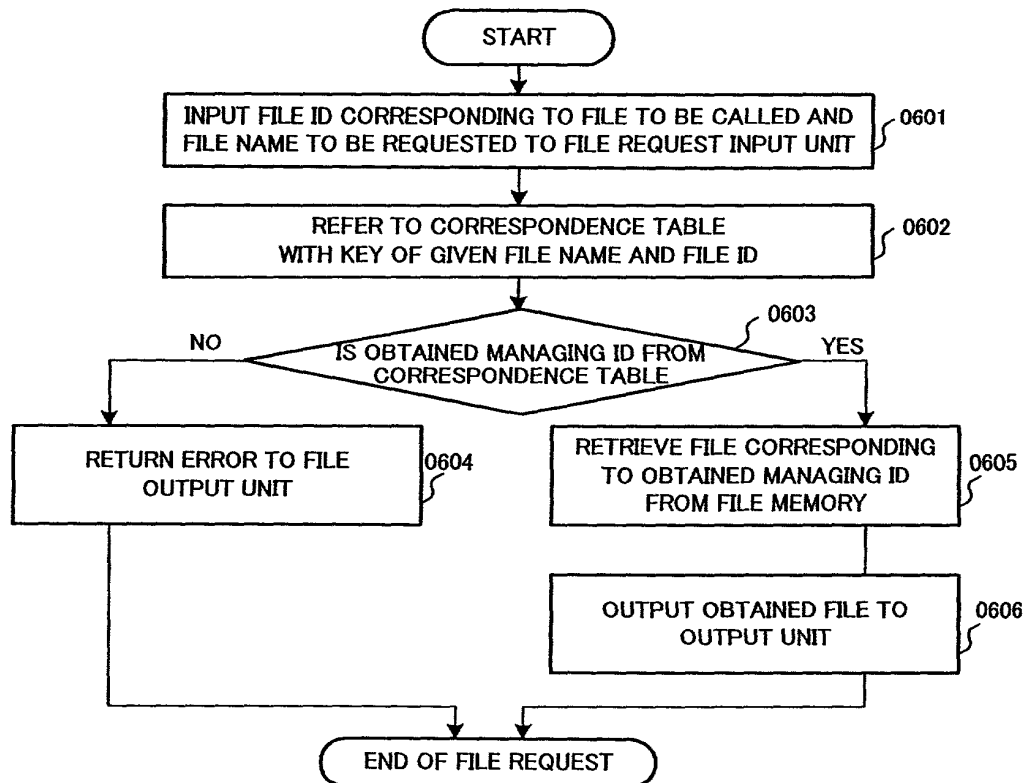 START
INPUT FILE ID CORRESPONDING TO FILE TO BE CALLED AND
FILE NAME TO BE REQUESTED TO FILE REQUEST INPUT UNIT
0601
REFER TO CORRESPONDENCE TABLE
WITH KEY OF GIVEN FILE NAME AND FILE ID
0602
0603
NO
IS OBTAINED MANAGING ID FROM
CORRESPONDENCE TABLE
YES
RETURN ERROR TO FILE
OUTPUT UNIT
0604
RETRIEVE FILE CORRESPONDING
TO OBTAINED MANAGING ID
FROM FILE MEMORY
0605
OUTPUT OBTAINED FILE TO
OUTPUT UNIT
0606
END OF FILE REQUEST